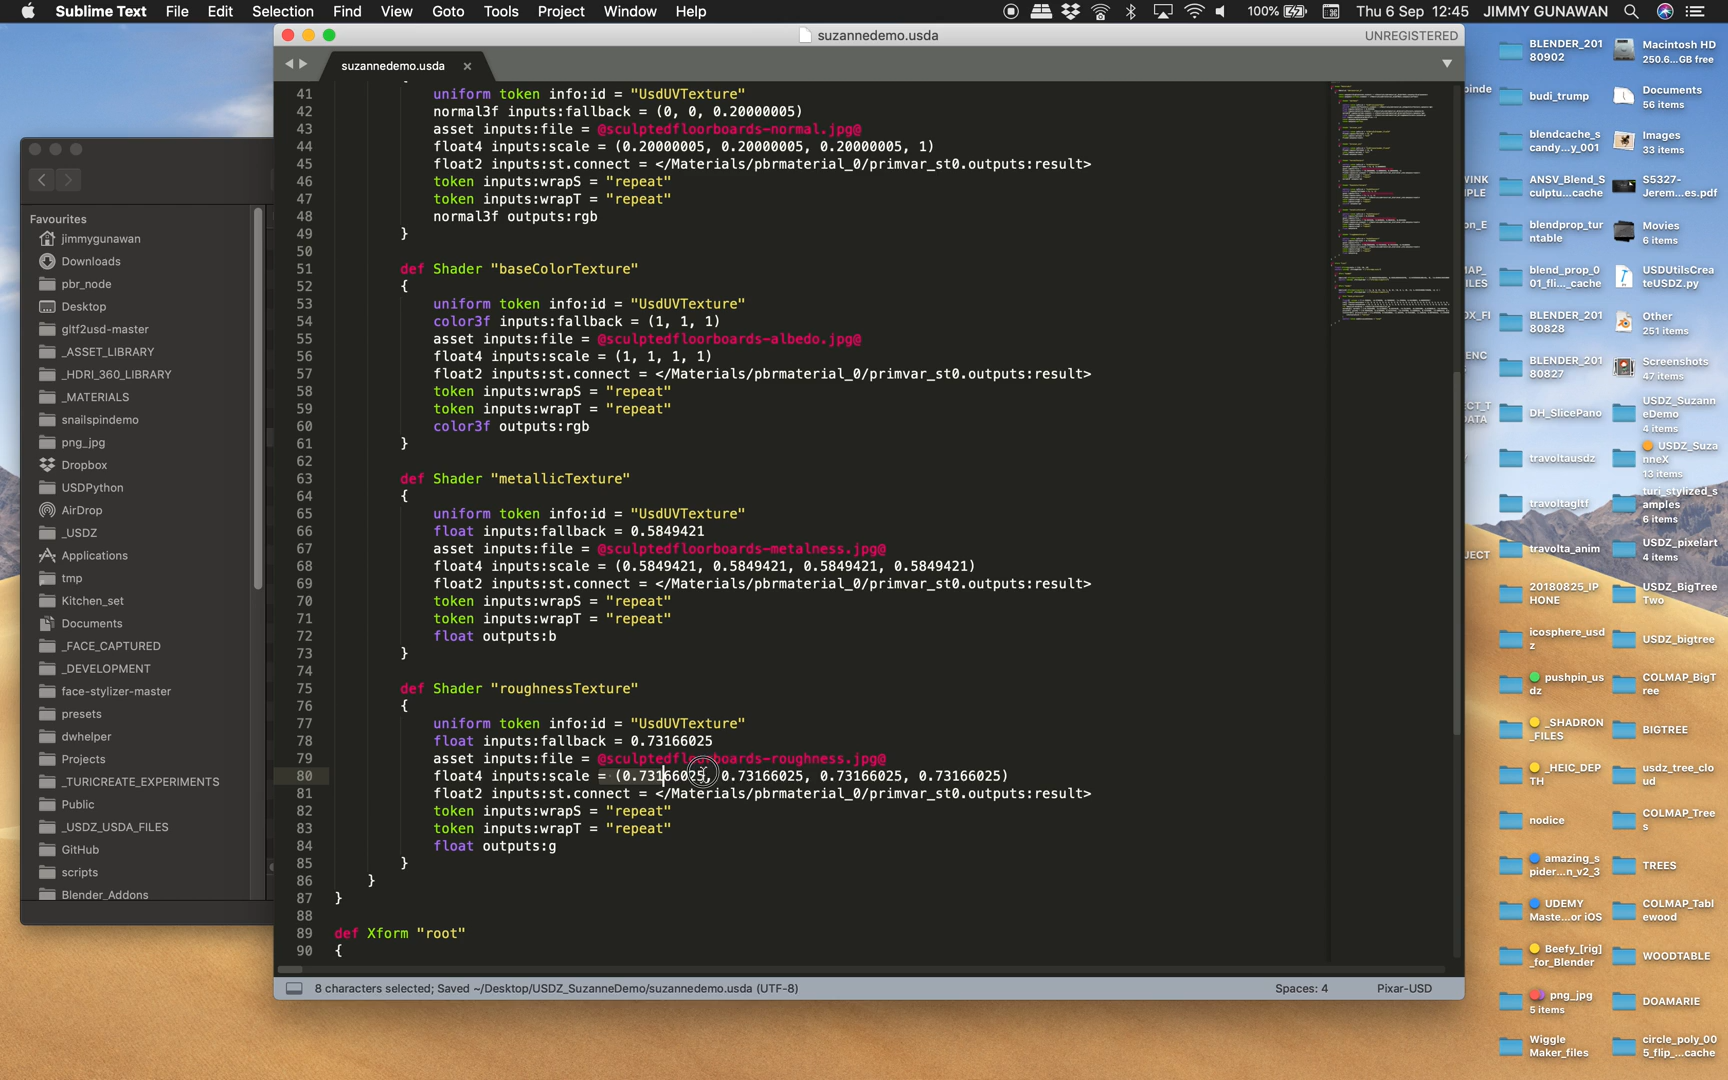 Sublime Text File Edit Selection Find View Goto Tools Project Window Help
100% Thu 6 Sep 12:45 JIMMY GUNAWAN
suzannedemo.usda
UNREGISTERED
suzannedemo.usda ×
41 uniform token info:id = "UsdUVTexture"
42 normal3f inputs:fallback = (0, 0, 0.20000005)
43 asset inputs:file = @sculptedfloorboards-normal.jpg@
44 float4 inputs:scale = (0.20000005, 0.20000005, 0.20000005, 1)
45 float2 inputs:st.connect = </Materials/pbrmaterial_0/primvar_st0.outputs:result>
46 token inputs:wrapS = "repeat"
47 token inputs:wrapT = "repeat"
48 normal3f outputs:rgb
49 }
50
51 def Shader "baseColorTexture"
52 {
53 uniform token info:id = "UsdUVTexture"
54 color3f inputs:fallback = (1, 1, 1)
55 asset inputs:file = @sculptedfloorboards-albedo.jpg@
56 float4 inputs:scale = (1, 1, 1, 1)
57 float2 inputs:st.connect = </Materials/pbrmaterial_0/primvar_st0.outputs:result>
58 token inputs:wrapS = "repeat"
59 token inputs:wrapT = "repeat"
60 color3f outputs:rgb
61 }
62
63 def Shader "metallicTexture"
64 {
65 uniform token info:id = "UsdUVTexture"
66 float inputs:fallback = 0.5849421
67 asset inputs:file = @sculptedfloorboards-metalness.jpg@
68 float4 inputs:scale = (0.5849421, 0.5849421, 0.5849421, 0.5849421)
69 float2 inputs:st.connect = </Materials/pbrmaterial_0/primvar_st0.outputs:result>
70 token inputs:wrapS = "repeat"
71 token inputs:wrapT = "repeat"
72 float outputs:b
73 }
74
75 def Shader "roughnessTexture"
76 {
77 uniform token info:id = "UsdUVTexture"
78 float inputs:fallback = 0.73166025
79 asset inputs:file = @sculptedfloorboards-roughness.jpg@
80 float4 inputs:scale = (0.73166025, 0.73166025, 0.73166025, 0.73166025)
81 float2 inputs:st.connect = </Materials/pbrmaterial_0/primvar_st0.outputs:result>
82 token inputs:wrapS = "repeat"
83 token inputs:wrapT = "repeat"
84 float outputs:g
85 }
86 }
87 }
88
89 def Xform "root"
90 {
8 characters selected; Saved ~/Desktop/USDZ_SuzanneDemo/suzannedemo.usda (UTF-8)
Spaces: 4
Pixar-USD
Favourites
jimmygunawan
Downloads
pbr_node
Desktop
gltf2usd-master
_ASSET_LIBRARY
_HDRI_360_LIBRARY
_MATERIALS
snailspindemo
png_jpg
Dropbox
USDPython
AirDrop
_USDZ
Applications
tmp
Kitchen_set
Documents
_FACE_CAPTURED
_DEVELOPMENT
face-stylizer-master
presets
dwhelper
Projects
_TURICREATE_EXPERIMENTS
Public
_USDZ_USDA_FILES
GitHub
scripts
Blender_Addons
BLENDER_201
80902
budi_trump
blendcache_s
candy...y_001
ANSV_Blend_S
culptu...cache
blendprop_tur
ntable
blend_prop_0
01_fli..._cache
BLENDER_201
80828
BLENDER_201
80827
DH_SlicePano
travoltausdz
travoltagltf
travolta_anim
20180825_IP
HONE
icosphere_usd
z
pushpin_us
dz
_SHADRON
_FILES
_HEIC_DEP
TH
nodice
amazing_s
pider...n_v2_3
UDEMY
Maste...or iOS
Beefy_[rig]
_for_Blender
png_jpg
5 items
Wiggle
Maker_files
Macintosh HD
250.6...GB free
Documents
56 items
Images
33 items
S5327-
Jerem...es.pdf
Movies
6 items
USDUtilsCrea
teUSDZ.py
Other
251 items
Screenshots
47 items
USDZ_Suzann
eDemo
4 items
USDZ_Suza
nneX
13 items
turi_stylized_s
amples
6 items
USDZ_pixelart
4 items
USDZ_BigTree
Two
USDZ_bigtree
COLMAP_BigT
ree
BIGTREE
usdz_tree_clo
ud
COLMAP_Tree
s
TREES
COLMAP_Tabl
ewood
WOODTABLE
DOAMARIE
circle_poly_00
5_flip_...cache